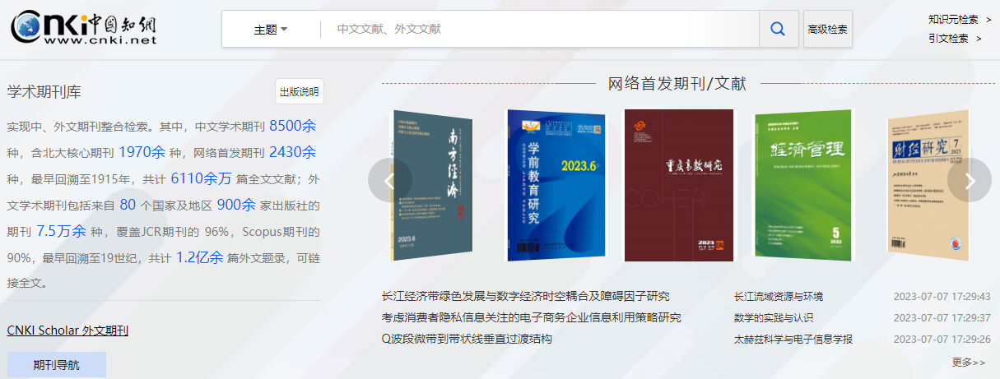 cnki中国知网
www.cnki.net
主题
中文文献、外文文献
高级检索
知识元检索 >
引文检索 >
学术期刊库
出版说明
实现中、外文期刊整合检索。其中，中文学术期刊 8500余
种，含北大核心期刊 1970余 种，网络首发期刊 2430余
种，最早回溯至1915年，共计 6110余万 篇全文文献；外
文学术期刊包括来自 80 个国家及地区 900余 家出版社的
期刊 7.5万余 种，覆盖JCR期刊的 96%，Scopus期刊的
90%，最早回溯至19世纪，共计 1.2亿余 篇外文题录，可链
接全文。
CNKI Scholar 外文期刊
期刊导航
网络首发期刊/文献
南方经濟
2023.6
学前教育研究
2023.6
重庆高教研究
COHER
2023
經濟管理
5
2023
财经研究
7
2023
长江经济带绿色发展与数字经济时空耦合及障碍因子研究
长江流域资源与环境
2023-07-07 17:29:43
考虑消费者隐私信息关注的电子商务企业信息利用策略研究
数学的实践与认识
2023-07-07 17:29:37
Q波段微带到带状线垂直过渡结构
太赫兹科学与电子信息学报
2023-07-07 17:29:26
更多>>